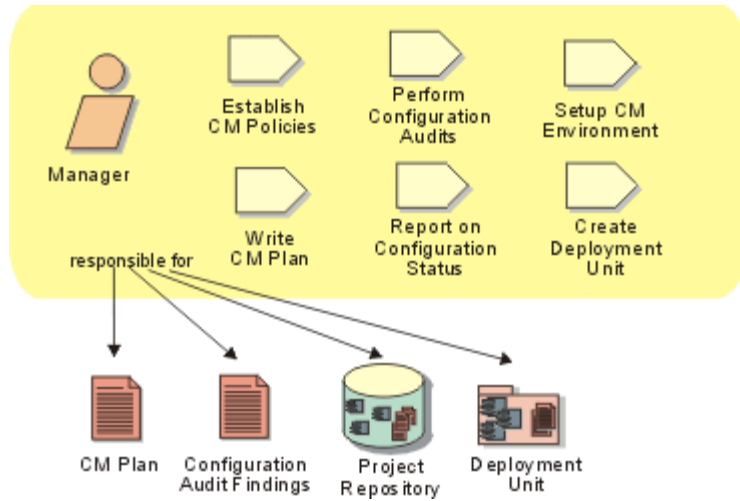 Manager
Establish
CM Policies
Perform
Configuration
Audits
Setup CM
Environment
Write
CM Plan
Report on
Configuration
Status
Create
Deployment
Unit
responsible for
CM Plan
Configuration
Audit Findings
Project
Repository
Deployment
Unit